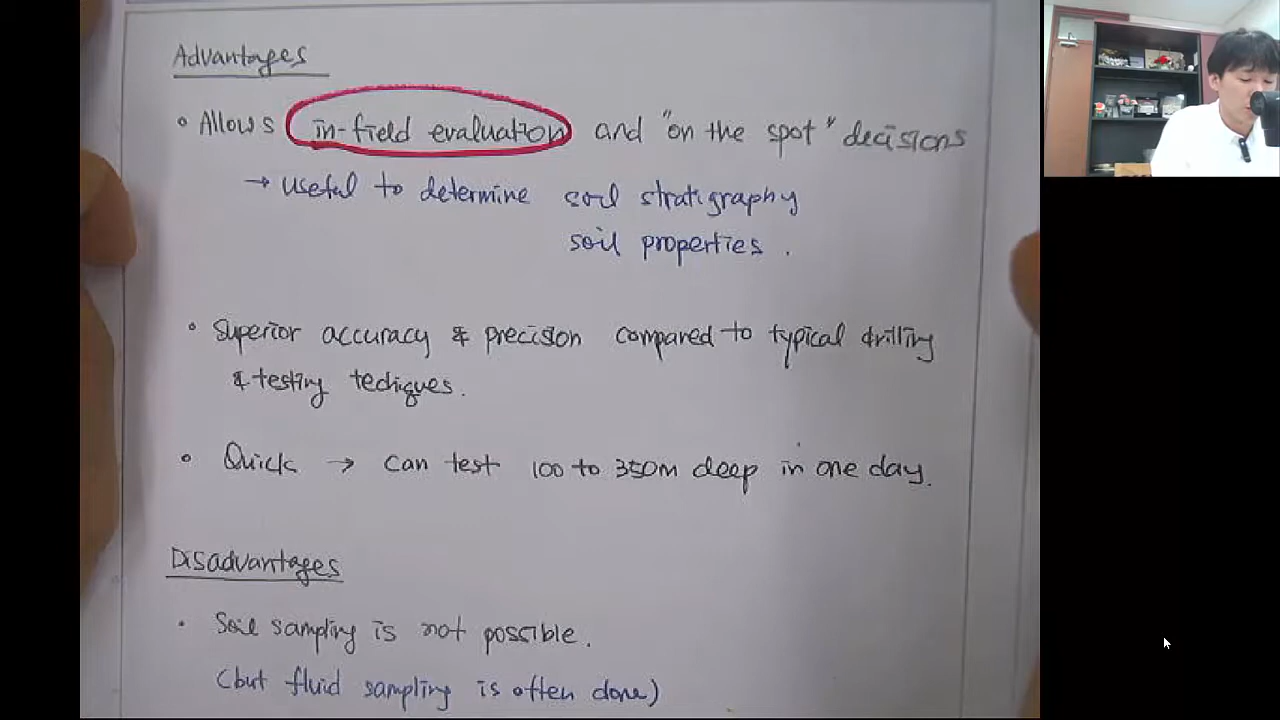 Advantages
° Allows in-field evaluation and "on the spot" decisions
→ useful to determine soil stratigraphy
soil properties.
° Superior accuracy & precision compared to typical drilling
& testing techiques.
° Quick → can test 100 to 350m deep in one day.
Disadvantages
· Soil sampling is not possible.
(but fluid sampling is often done)